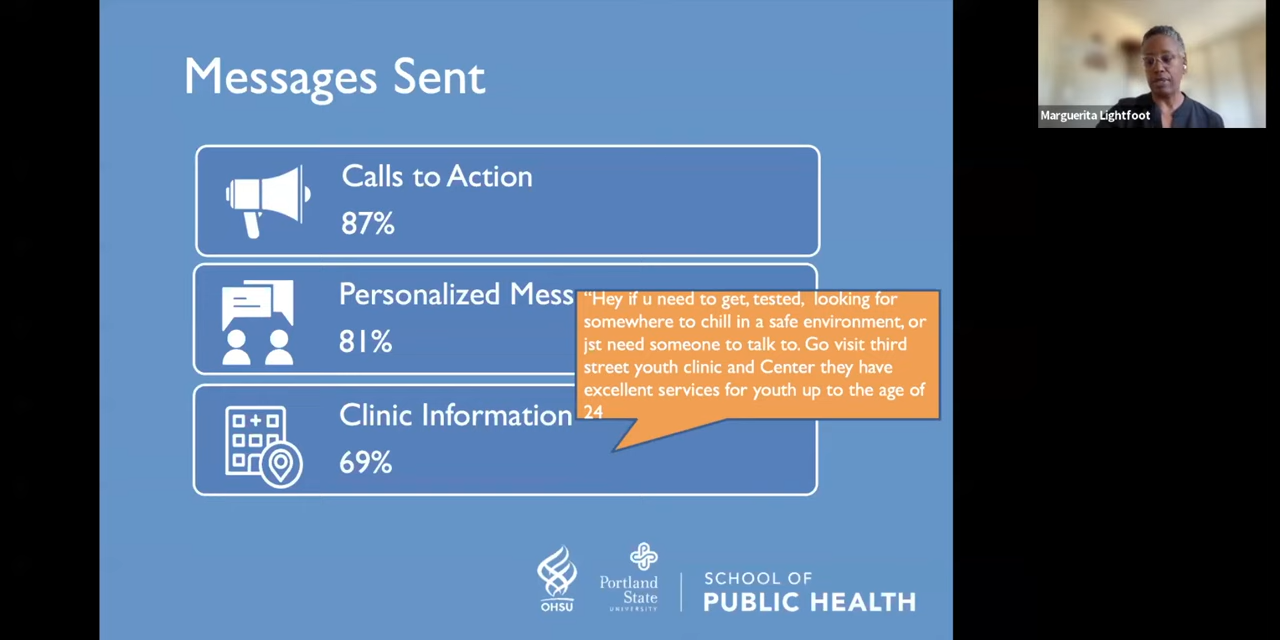 Messages Sent
Marguerita Lightfoot
Calls to Action
87%
Personalized Mess
81%
"Hey if u need to get, tested, looking for
somewhere to chill in a safe environment, or
jst need someone to talk to. Go visit third
street youth clinic and Center they have
excellent services for youth up to the age of
24
Clinic Information
69%
OHSU
Portland
State
UNIVERSITY
SCHOOL OF
PUBLIC HEALTH